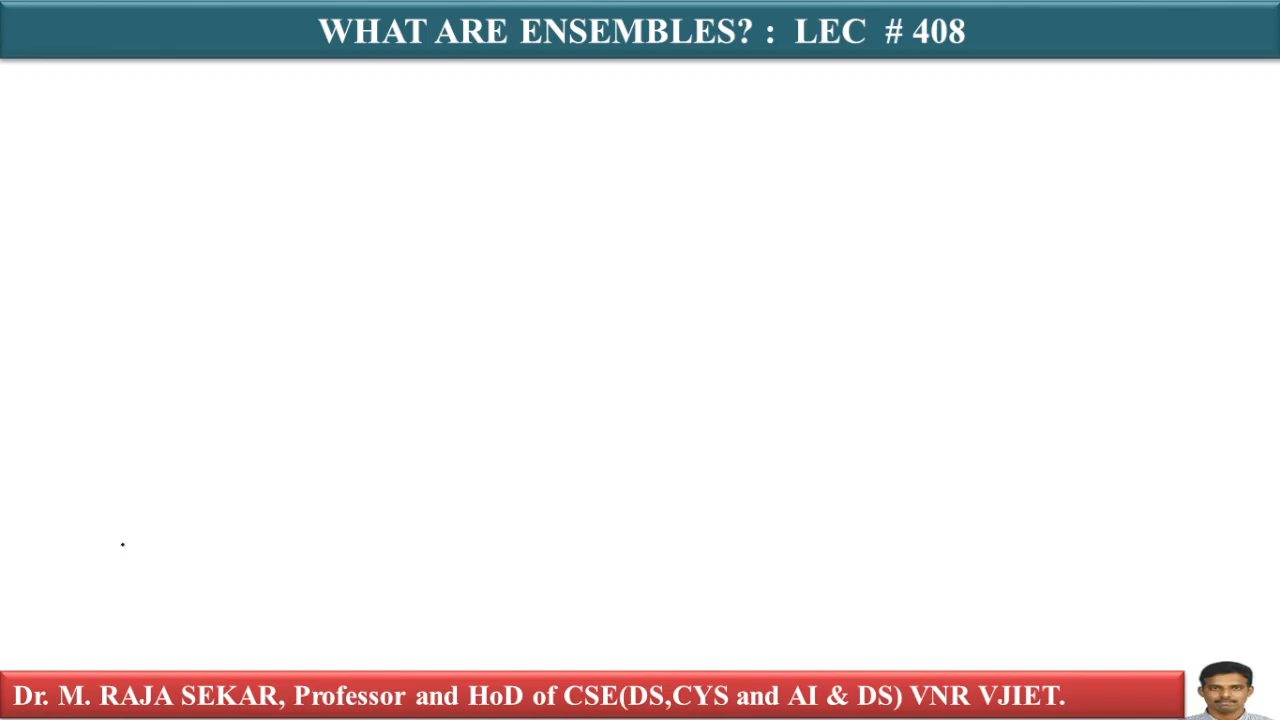 WHAT ARE ENSEMBLES? : LEC # 408
Dr. M. RAJA SEKAR, Professor and HoD of CSE(DS,CYS and AI & DS) VNR VJIET.